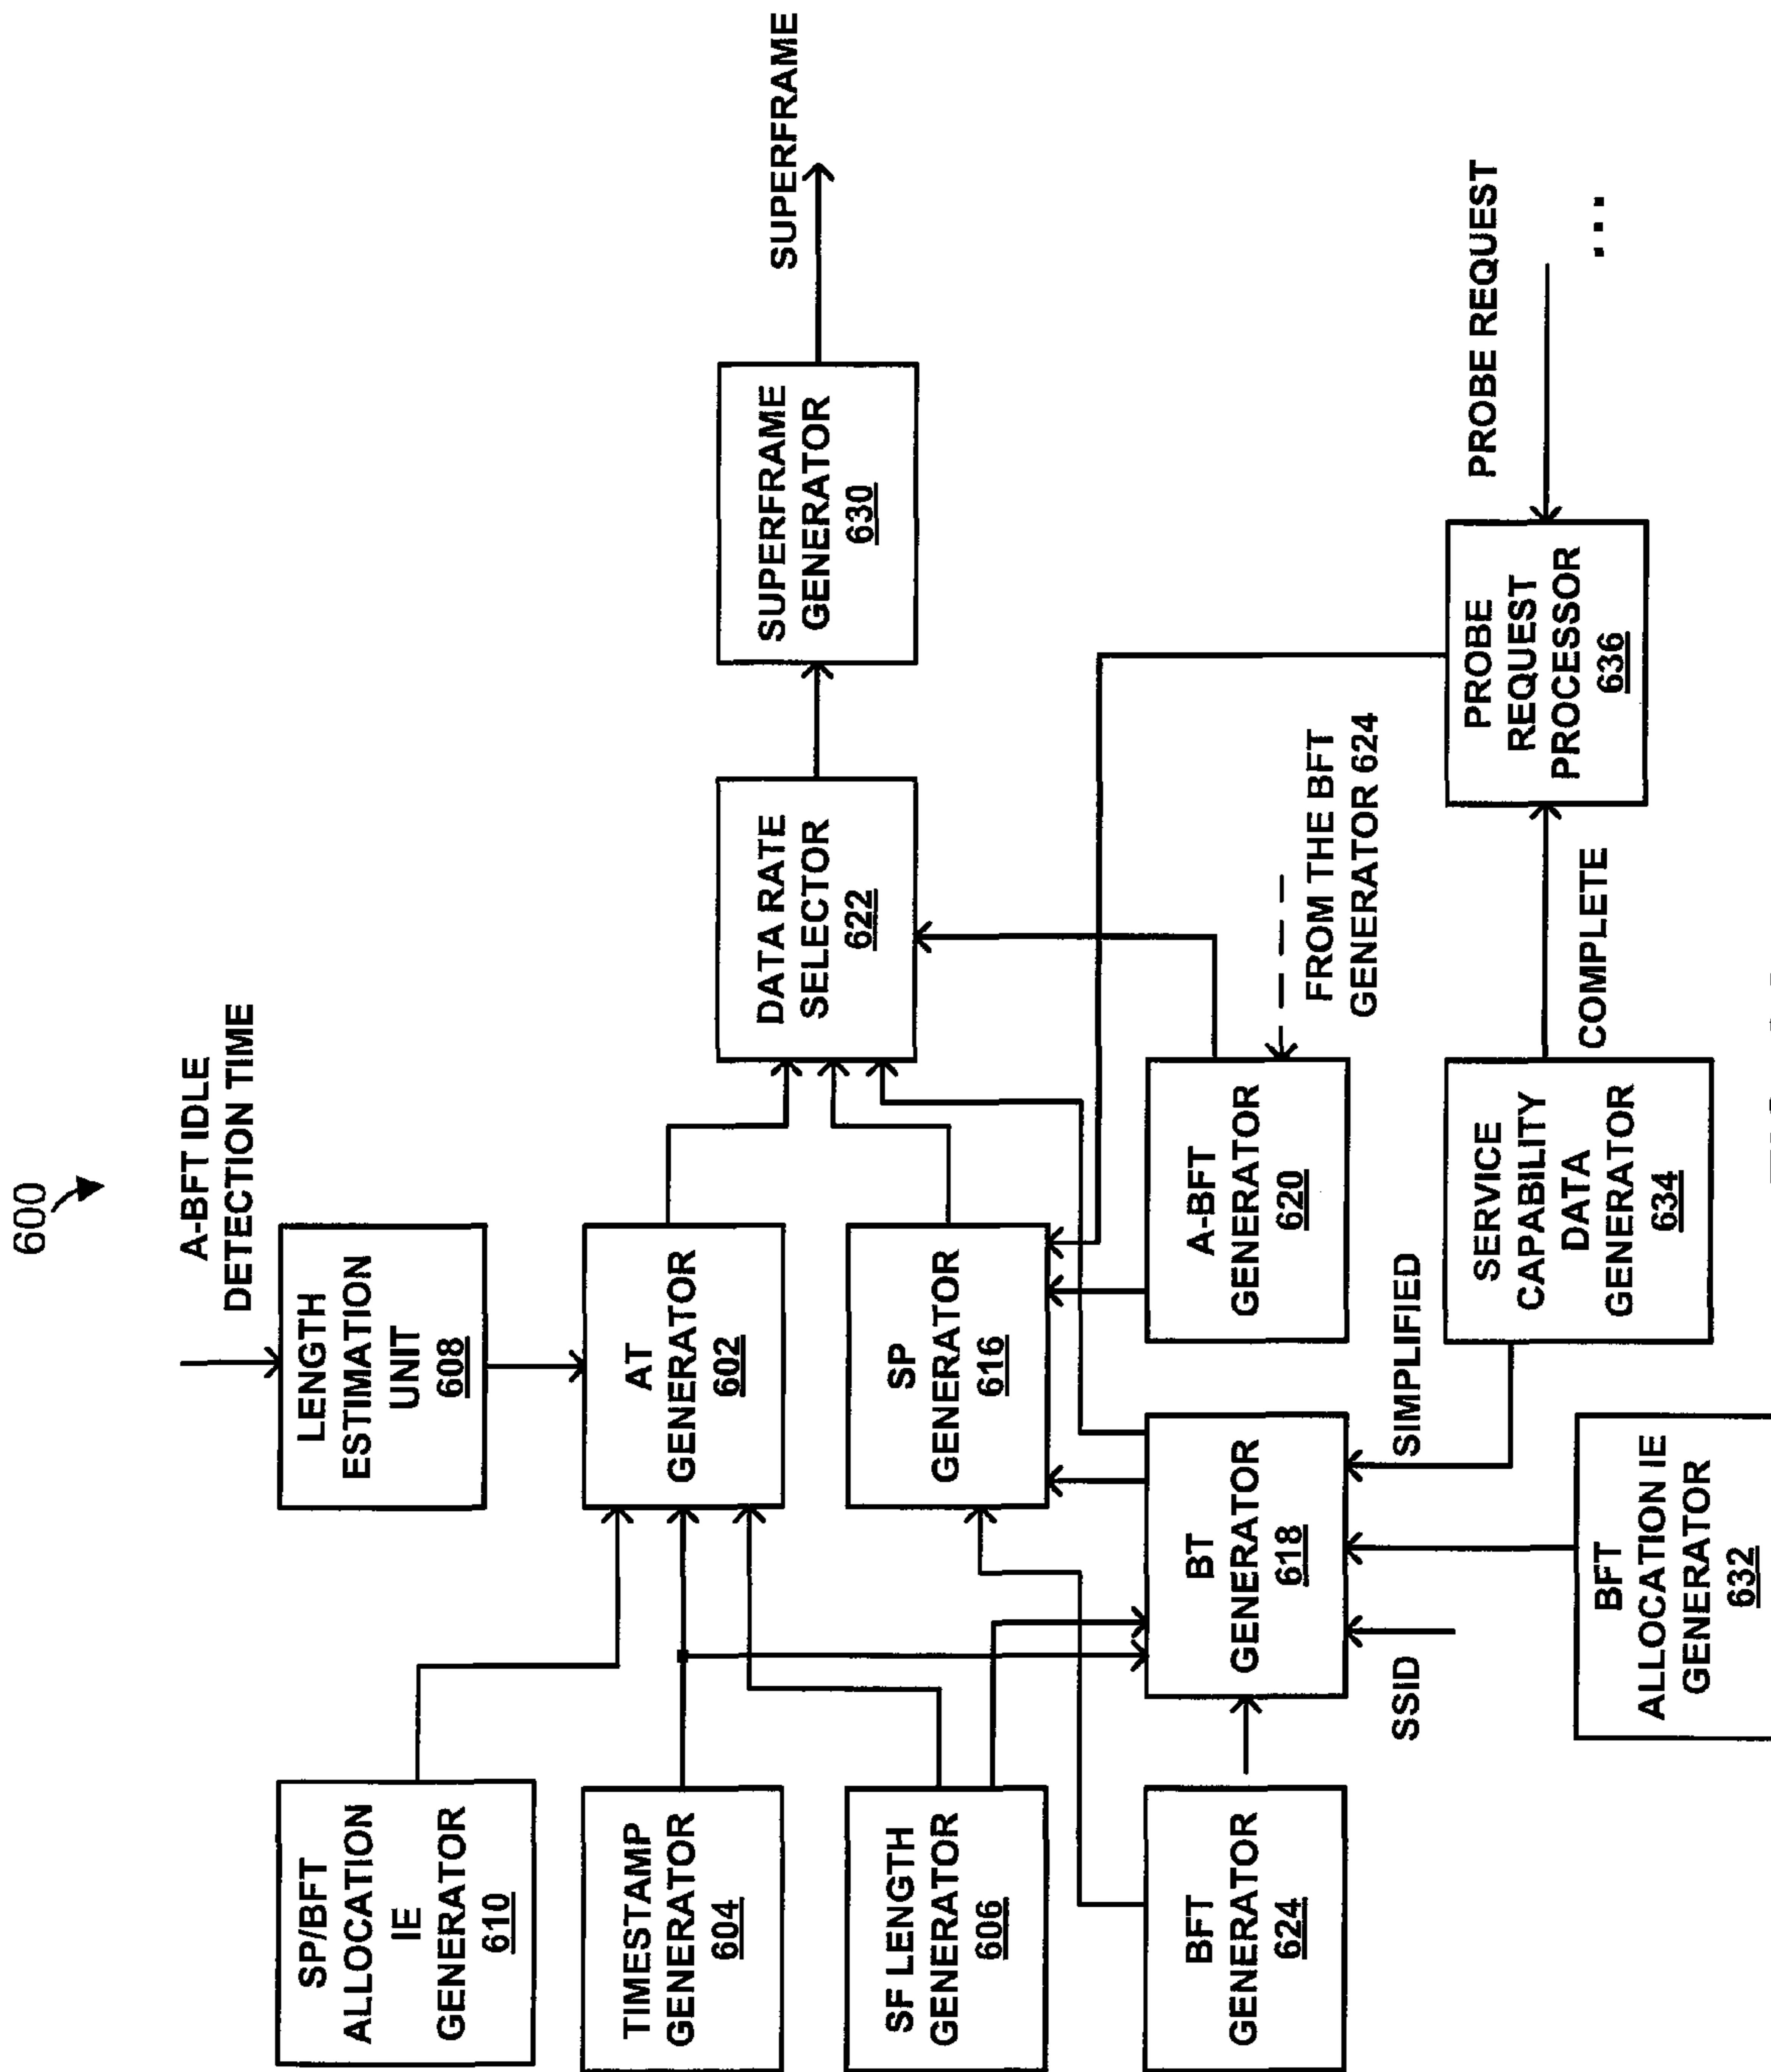 600
A-BFT IDLE
DETECTION TIME
LENGTH
ESTIMATION
UNIT
608
SP/BFT
ALLOCATION
IE
GENERATOR
610
TIMESTAMP
GENERATOR
604
SF LENGTH
GENERATOR
606
BFT
GENERATOR
624
AT
GENERATOR
602
SP
GENERATOR
616
BT
GENERATOR
618
SSID
SIMPLIFIED
BFT
ALLOCATION IE
GENERATOR
632
A-BFT
GENERATOR
620
SERVICE
CAPABILITY
DATA
GENERATOR
634
COMPLETE
FROM THE BFT
GENERATOR 624
DATA RATE
SELECTOR
622
SUPERFRAME
GENERATOR
630
SUPERFRAME
PROBE
REQUEST
PROCESSOR
636
PROBE REQUEST
...